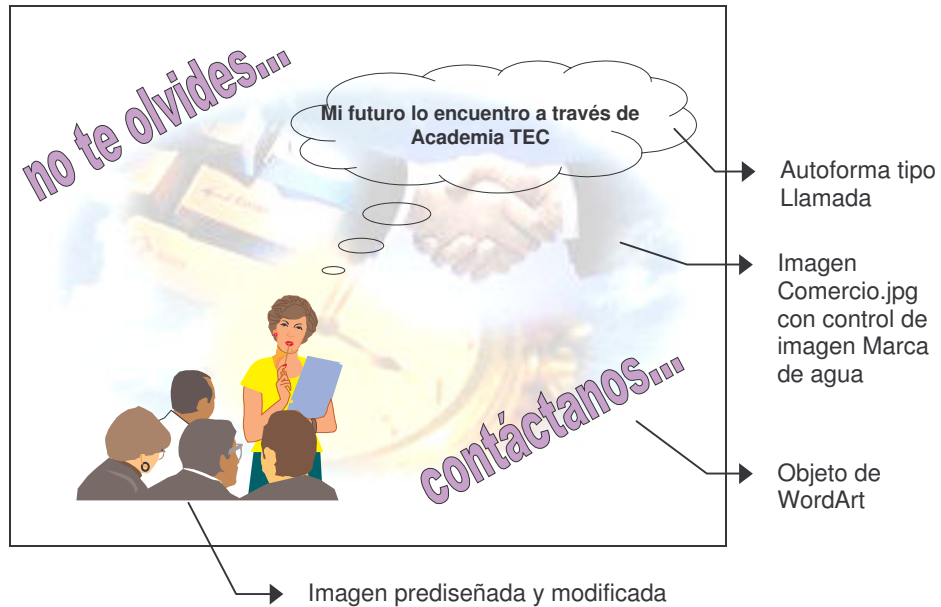 no te olvides...
Mi futuro lo encuentro a través de
Academia TEC
Autoforma tipo
Llamada
Imagen
Comercio.jpg
con control de
imagen Marca
de agua
contáctanos...
Objeto de
WordArt
Imagen prediseñada y modificada